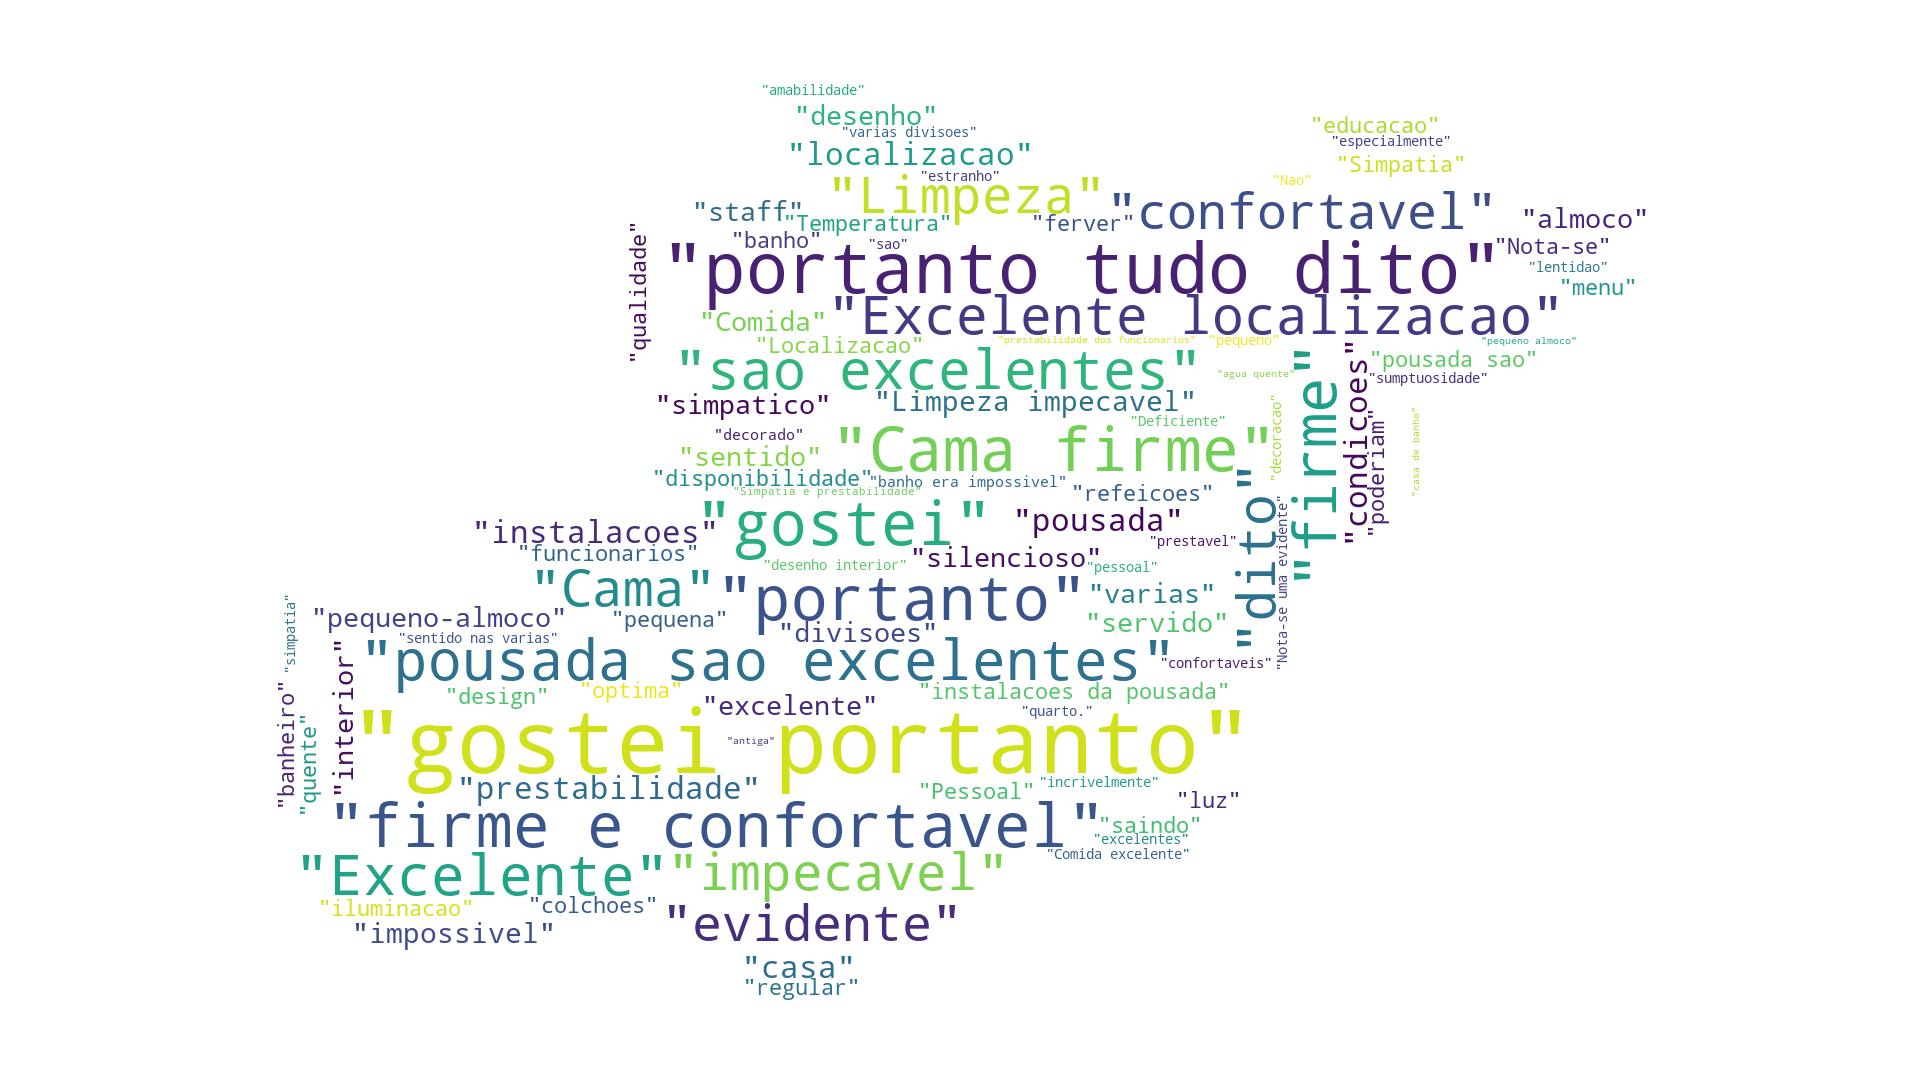 "amabilidade"
"desenho"
"educacao"
"varias divisoes"
"especialmente"
"localizacao"
"Simpatia"
"estranho"
"Nao"
"Limpeza"
"confortavel"
"staff"
"Temperatura"
"ferver"
"almoco"
"banho"
"sao"
"Nota-se"
"qualidade"
"portanto tudo dito"
"lentidao"
"menu"
"Comida"
"Excelente localizacao"
"Localizacao"
"prestabilidade dos funcionarios"
"pequeno"
"pequeno almoco"
"sao excelentes"
"agua quente"
"firme"
"condicoes"
"pousada sao"
"sumptuosidade"
"simpatico"
"Limpeza impecavel"
"Deficiente"
"decoracao"
"poderiam"
"casa de banho"
"decorado"
"Cama firme"
"sentido"
"disponibilidade"
"banho era impossivel"
"Simpatia e prestabilidade"
"refeicoes"
"dito"
"Nota-se uma evidente"
"gostei"
"pousada"
"instalacoes"
"funcionarios"
"prestavel"
"desenho interior"
"silencioso"
"pessoal"
"Cama"
"portanto"
"varias"
"simpatia"
"pequeno-almoco"
"pequena"
"divisoes"
"servido"
"sentido nas varias"
"pousada sao excelentes"
"confortaveis"
"banheiro"
"quente"
"interior"
"design"
"optima"
"excelente"
"instalacoes da pousada"
"quarto."
"gostei portanto"
"antiga"
"prestabilidade"
"Pessoal"
"incrivelmente"
"luz"
"firme e confortavel"
"saindo"
"excelentes"
"Comida excelente"
"Excelente"
"impecavel"
"iluminacao"
"colchoes"
"evidente"
"impossivel"
"casa"
"regular"